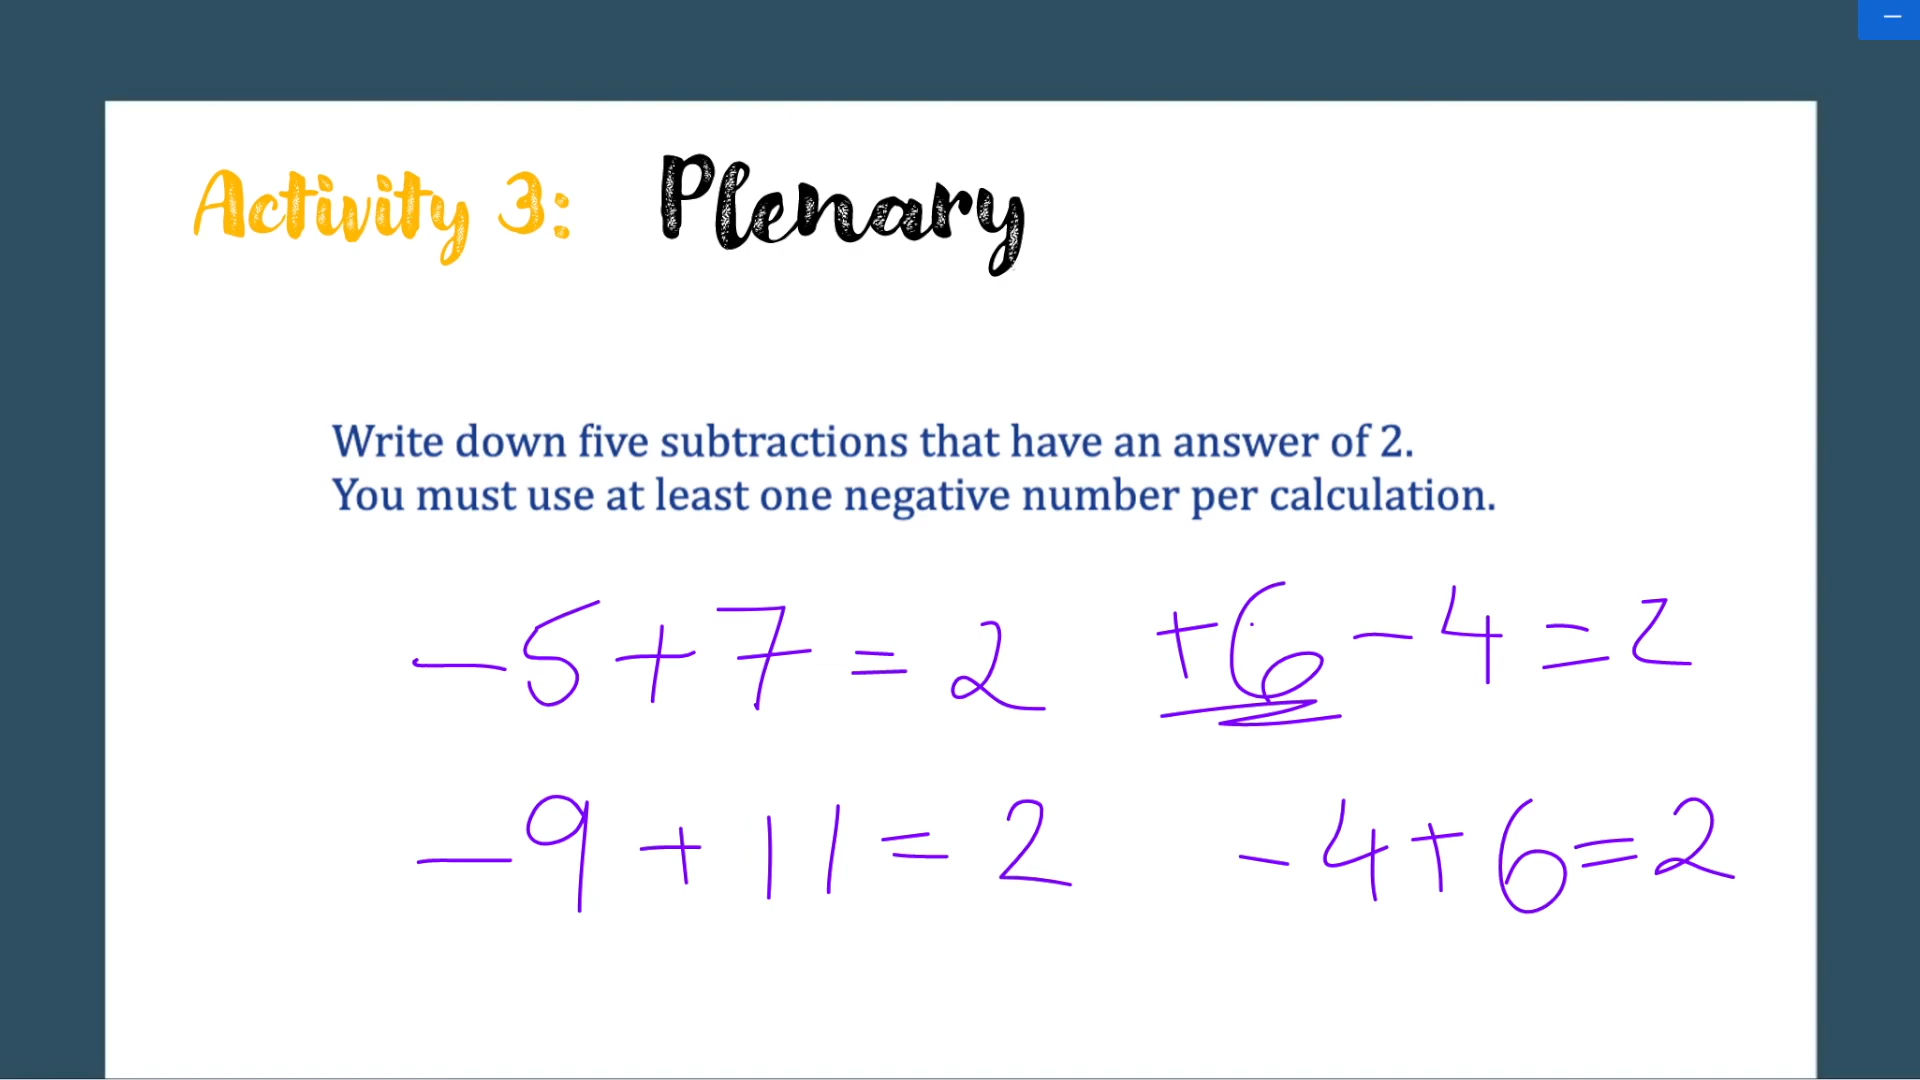 Activity 3: Plenary
Write down five subtractions that have an answer of 2.
You must use at least one negative number per calculation.
-5+7=2 +6-4=2
-9+11=2 -4+6=2